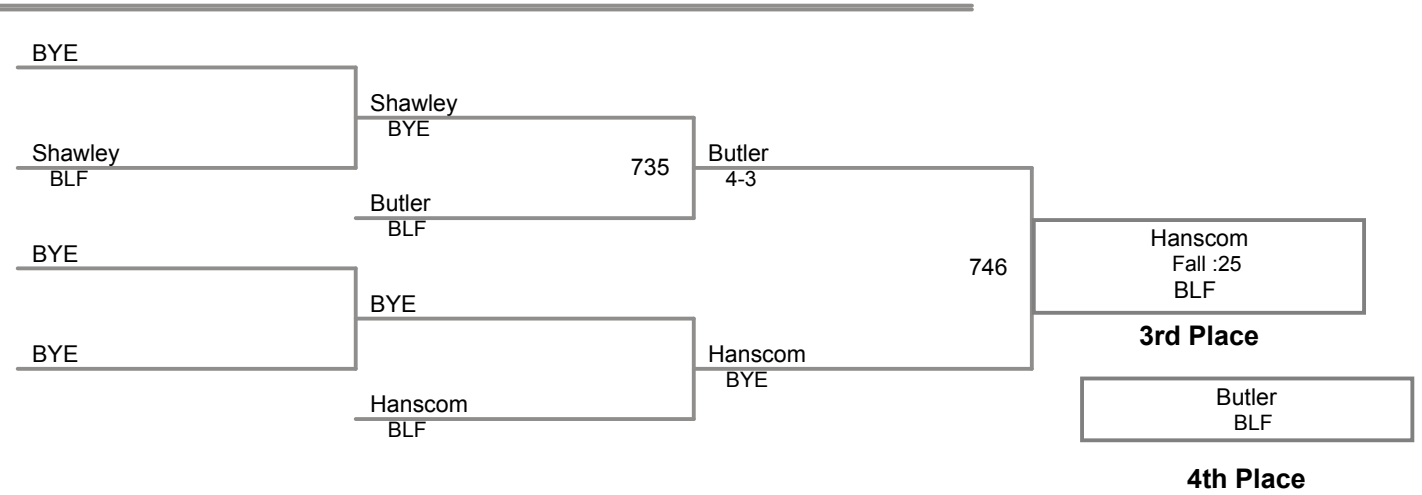 BYE
Shawley
BLF
BYE
BYE
Shawley
BYE
Butler
BLF
BYE
Hanscom
BLF
735
Butler
4-3
Hanscom
BYE
746
Hanscom
Fall :25
BLF
3rd Place
Butler
BLF
4th Place